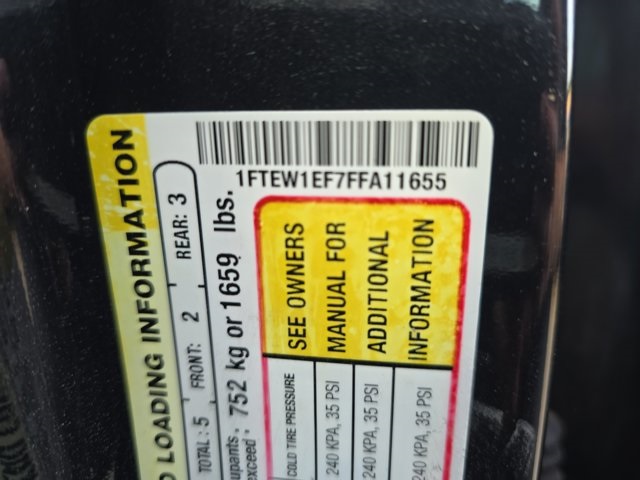 1FTEW1EF7FFA11655
LOADING INFORMATION
TOTAL: 5 FRONT: 2 REAR: 3
752 kg or 1659 lbs.
SEE OWNERS
MANUAL FOR
ADDITIONAL
INFORMATION
COLD TIRE PRESSURE
240 KPA, 35 PSI
240 KPA, 35 PSI
240 KPA, 35 PSI